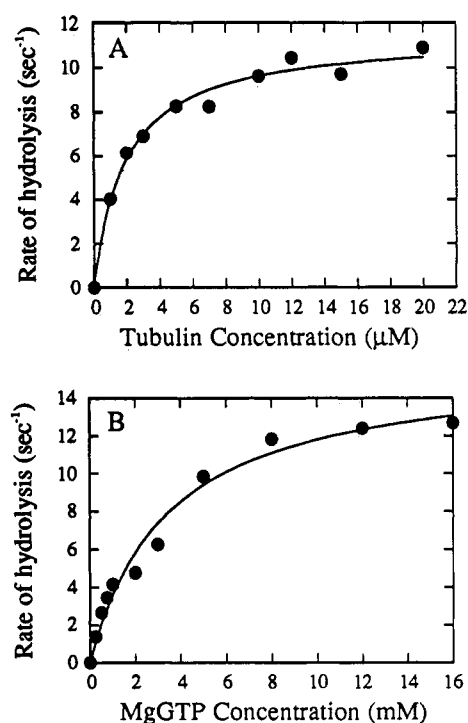 A
12
10
8
6
4
2
0
Rate of hydrolysis (sec⁻¹)
0 2 4 6 8 10 12 14 16 18 20 22
Tubulin Concentration (μM)
B
14
12
10
8
6
4
2
0
Rate of hydrolysis (sec⁻¹)
0 2 4 6 8 10 12 14 16
MgGTP Concentration (mM)